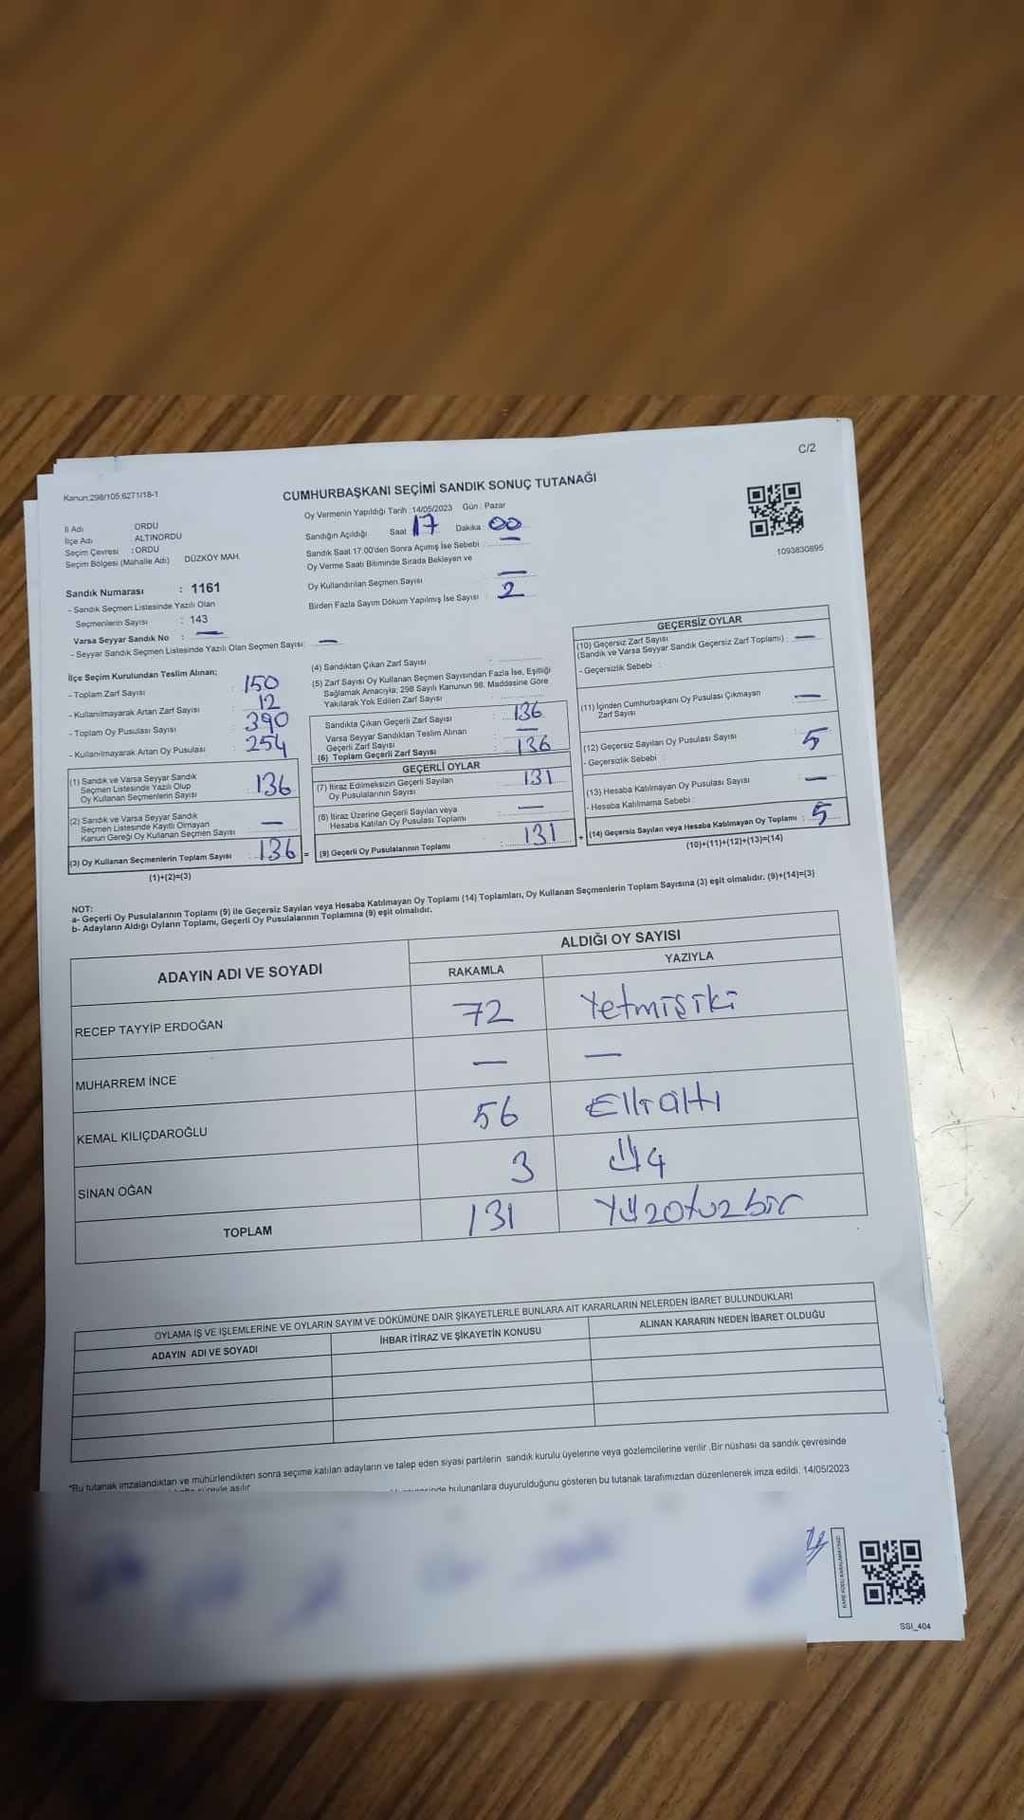 C/2
Kanun:298/105;6271/18-1
CUMHURBAŞKANI SEÇİMİ SANDIK SONUÇ TUTANAĞI
1093830895
İl Adı ORDU
İlçe Adı ALTINORDU
Seçim Çevresi : ORDU
Seçim Bölgesi (Mahalle Adı) DÜZKÖY MAH.
Sandık Numarası : 1161
- Sandık Seçmen Listesinde Yazılı Olan
Seçmenlerin Sayısı : 143
Varsa Seyyar Sandık No : —
- Seyyar Sandık Seçmen Listesinde Yazılı Olan Seçmen Sayısı: —
Oy Vermenin Yapıldığı Tarih :14/05/2023 Gün : Pazar
Sandığın Açıldığı Saat 17 Dakika : 00
Sandık Saat 17.00'den Sonra Açımış İse Sebebi : —
Oy Verme Saati Bitiminde Sırada Bekleyen ve
Oy Kullandırılan Seçmen Sayısı —
Birden Fazla Sayım Döküm Yapılmış İse Sayısı : 2
İlçe Seçim Kurulundan Teslim Alınan:
- Toplam Zarf Sayısı : 150
- Kullanılmayarak Artan Zarf Sayısı : 12
- Toplam Oy Pusulası Sayısı : 390
- Kullanılmayarak Artan Oy Pusulası : 254
(1) Sandık ve Varsa Seyyar Sandık
Seçmen Listesinde Yazılı Olup
Oy Kullanan Seçmenlerin Sayısı 136
(2) Sandık ve Varsa Seyyar Sandık
Seçmen Listesinde Kayıtlı Olmayan
Kanun Gereği Oy Kullanan Seçmen Sayısı —
(3) Oy Kullanan Seçmenlerin Toplam Sayısı 136 =
(1)+(2)=(3)
(4) Sandıktan Çıkan Zarf Sayısı
(5) Zarf Sayısı Oy Kullanan Seçmen Sayısından Fazla İse, Eşitliği
Sağlamak Amacıyla; 298 Sayılı Kanunun 98. Maddesine Göre
Yakılarak Yok Edilen Zarf Sayısı
Sandıkta Çıkan Geçerli Zarf Sayısı : 136
Varsa Seyyar Sandıktan Teslim Alınan
Geçerli Zarf Sayısı : —
(6) Toplam Geçerli Zarf Sayısı : 136
GEÇERLİ OYLAR
(7) İtiraz Edilmeksizin Geçerli Sayılan
Oy Pusulalarının Sayısı : 131
(8) İtiraz Üzerine Geçerli Sayılan veya
Hesaba Katılan Oy Pusulası Toplamı —
(9) Geçerli Oy Pusulalarının Toplamı : 131 +
GEÇERSİZ OYLAR
(10) Geçersiz Zarf Sayısı
(Sandık ve Varsa Seyyar Sandık Geçersiz Zarf Toplamı) : —
- Geçersizlik Sebebi :
(11) İçinden Cumhurbaşkanı Oy Pusulası Çıkmayan
Zarf Sayısı —
(12) Geçersiz Sayılan Oy Pusulası Sayısı : 5
- Geçersizlik Sebebi :
(13) Hesaba Katılmayan Oy Pusulası Sayısı : —
- Hesaba Katılmama Sebebi :
(14) Geçersiz Sayılan veya Hesaba Katılmayan Oy Toplamı : 5
(10)+(11)+(12)+(13)=(14)
NOT:
a- Geçerli Oy Pusulalarının Toplamı (9) ile Geçersiz Sayılan veya Hesaba Katılmayan Oy Toplamı (14) Toplamları, Oy Kullanan Seçmenlerin Toplam Sayısına (3) eşit olmalıdır. (9)+(14)=(3)
b- Adayların Aldığı Oyların Toplamı, Geçerli Oy Pusulalarının Toplamına (9) eşit olmalıdır.
ADAYIN ADI VE SOYADI ALDIĞI OY SAYISI
RAKAMLA YAZIYLA
RECEP TAYYİP ERDOĞAN 72 Yetmişiki
MUHARREM İNCE — —
KEMAL KILIÇDAROĞLU 56 Ellialtı
SİNAN OĞAN 3 Üç
TOPLAM 131 Yüzotuzbir
OYLAMA İŞ VE İŞLEMLERİNE VE OYLARIN SAYIM VE DÖKÜMÜNE DAİR ŞİKAYETLERLE BUNLARA AİT KARARLARIN NELERDEN İBARET BULUNDUKLARI
ADAYIN ADI VE SOYADI İHBAR İTİRAZ VE ŞİKAYETİN KONUSU ALINAN KARARIN NEDEN İBARET OLDUĞU
*Bu tutanak imzalandıktan ve mühürlendikten sonra seçime katılan adayların ve talep eden siyasi partilerin sandık kurulu üyelerine veya gözlemcilerine verilir .Bir nüshası da sandık çevresinde
süreyle asılır. bulunanlara duyurulduğunu gösteren bu tutanak tarafımızdan düzenlenerek imza edildi. 14/05/2023
SSI_404